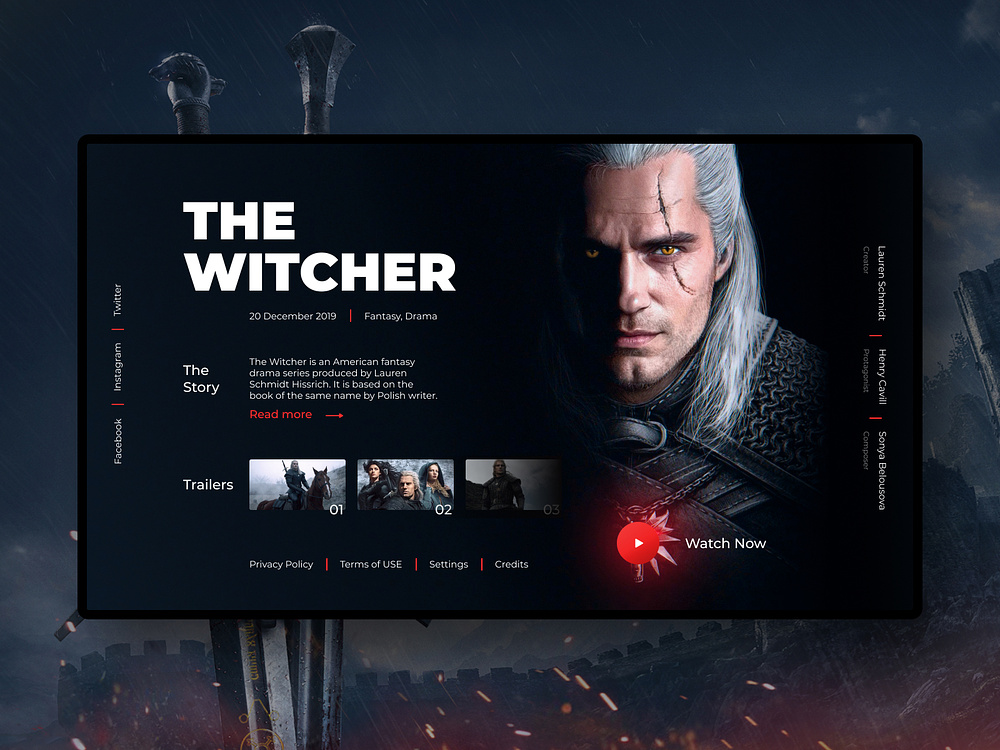 THE
WITCHER
20 December 2019 | Fantasy, Drama
The
Story
The Witcher is an American fantasy
drama series produced by Lauren
Schmidt Hissrich. It is based on the
book of the same name by Polish writer.
Read more
Trailers
01
02
03
Privacy Policy | Terms of USE | Settings | Credits
Watch Now
Twitter
Instagram
Facebook
Lauren Schmidt
Creator
Henry Cavill
Protagonist
Sonya Belousova
Composer